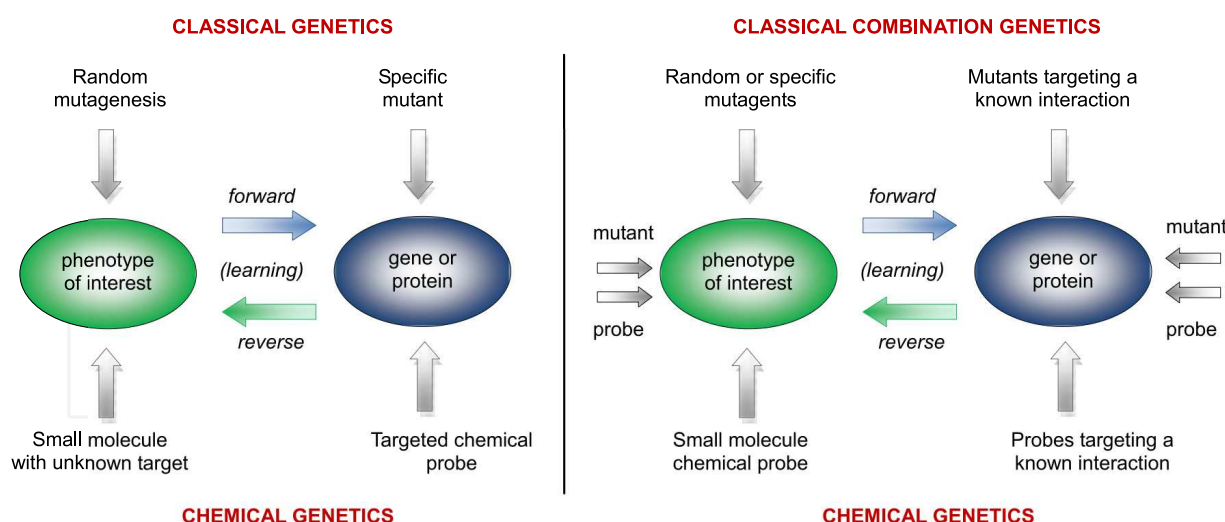 CLASSICAL GENETICS
Random
mutagenesis
Specific
mutant
forward
phenotype
of interest
(learning)
gene or
protein
reverse
Small molecule
with unknown target
Targeted chemical
probe
CHEMICAL GENETICS
CLASSICAL COMBINATION GENETICS
Random or specific
mutagents
Mutants targeting a
known interaction
forward
mutant
phenotype
of interest
probe
(learning)
gene or
protein
mutant
probe
reverse
Small molecule
chemical probe
Probes targeting a
known interaction
CHEMICAL GENETICS